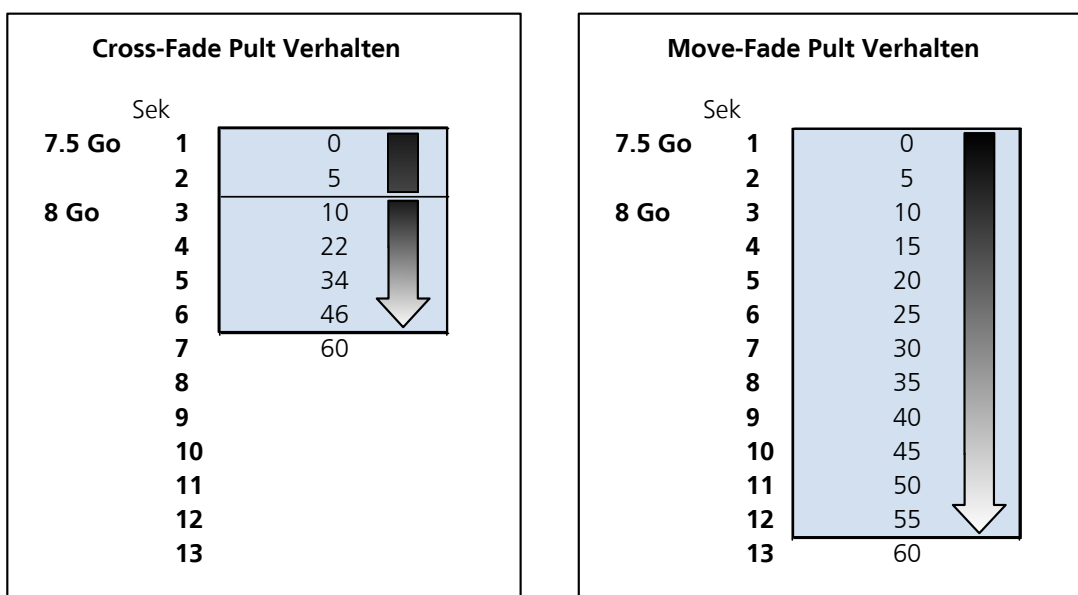 Cross-Fade Pult Verhalten
Sek
7.5 Go 1 0
2 5
8 Go 3 10
4 22
5 34
6 46
7 60
8
9
10
11
12
13
Move-Fade Pult Verhalten
Sek
7.5 Go 1 0
2 5
8 Go 3 10
4 15
5 20
6 25
7 30
8 35
9 40
10 45
11 50
12 55
13 60